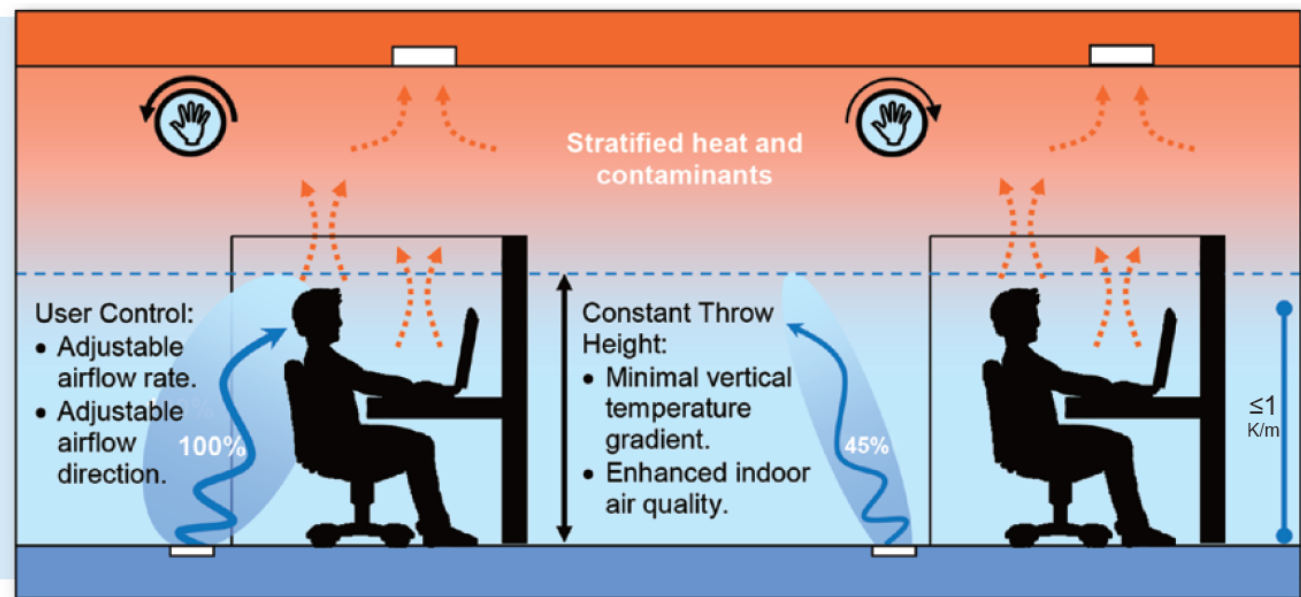 Stratified heat and
contaminants
User Control:
• Adjustable
airflow rate.
• Adjustable
airflow
direction.
100%
Constant Throw
Height:
• Minimal vertical
temperature
gradient.
• Enhanced indoor
air quality.
45%
≤1
K/m